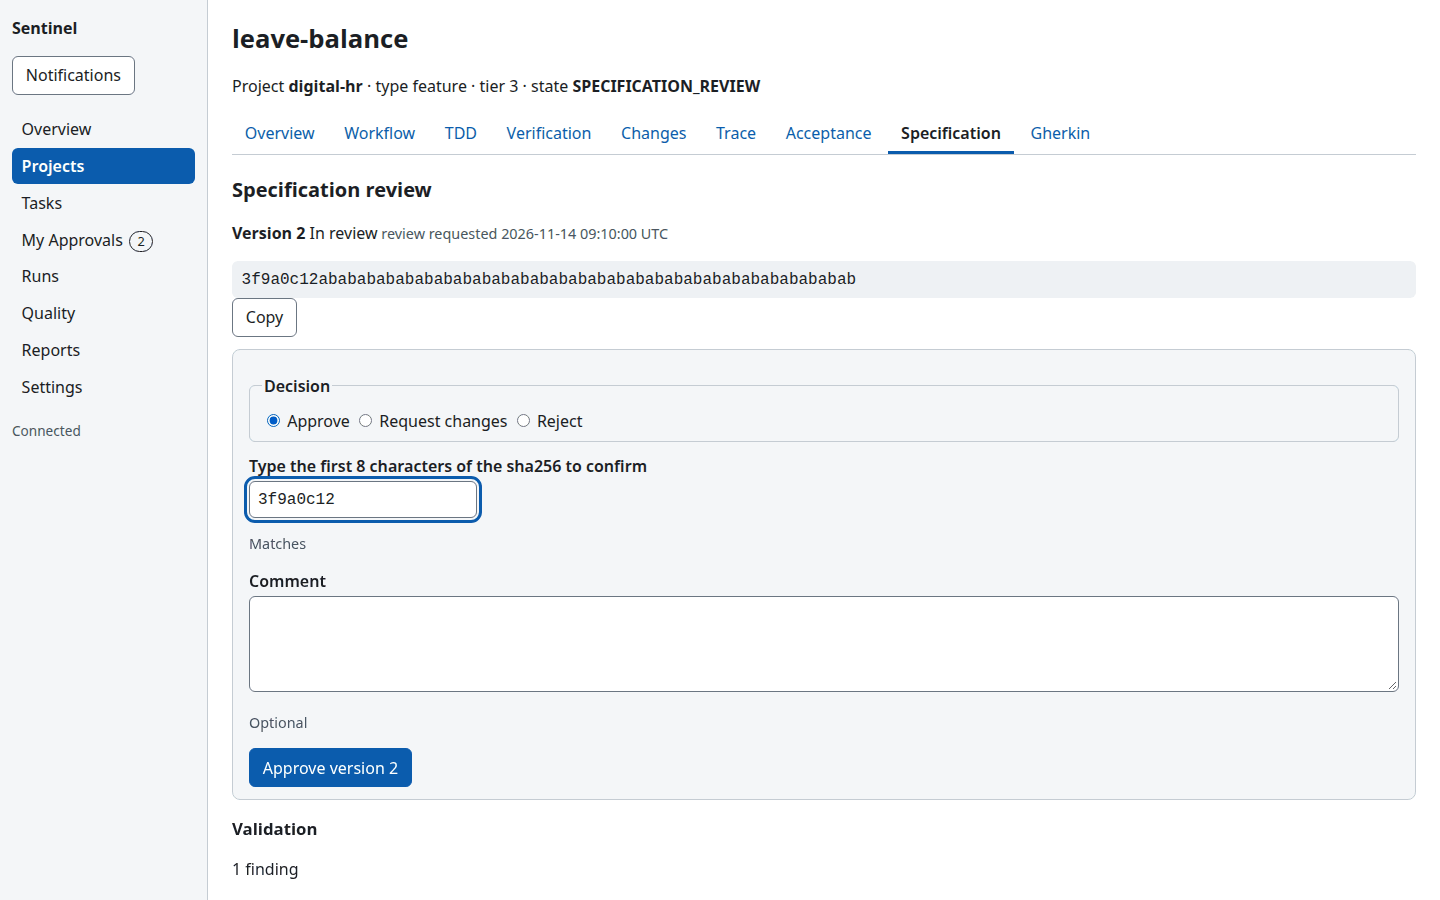 Sentinel
Notifications
Overview
Projects
Tasks
My Approvals 2
Runs
Quality
Reports
Settings
Connected
leave-balance
Project digital-hr · type feature · tier 3 · state SPECIFICATION_REVIEW
Overview Workflow TDD Verification Changes Trace Acceptance Specification Gherkin
Specification review
Version 2 In review review requested 2026-11-14 09:10:00 UTC
3f9a0c12abababababababababababababababababababababababababababab
Copy
Decision
Approve Request changes Reject
Type the first 8 characters of the sha256 to confirm
3f9a0c12
Matches
Comment
Optional
Approve version 2
Validation
1 finding